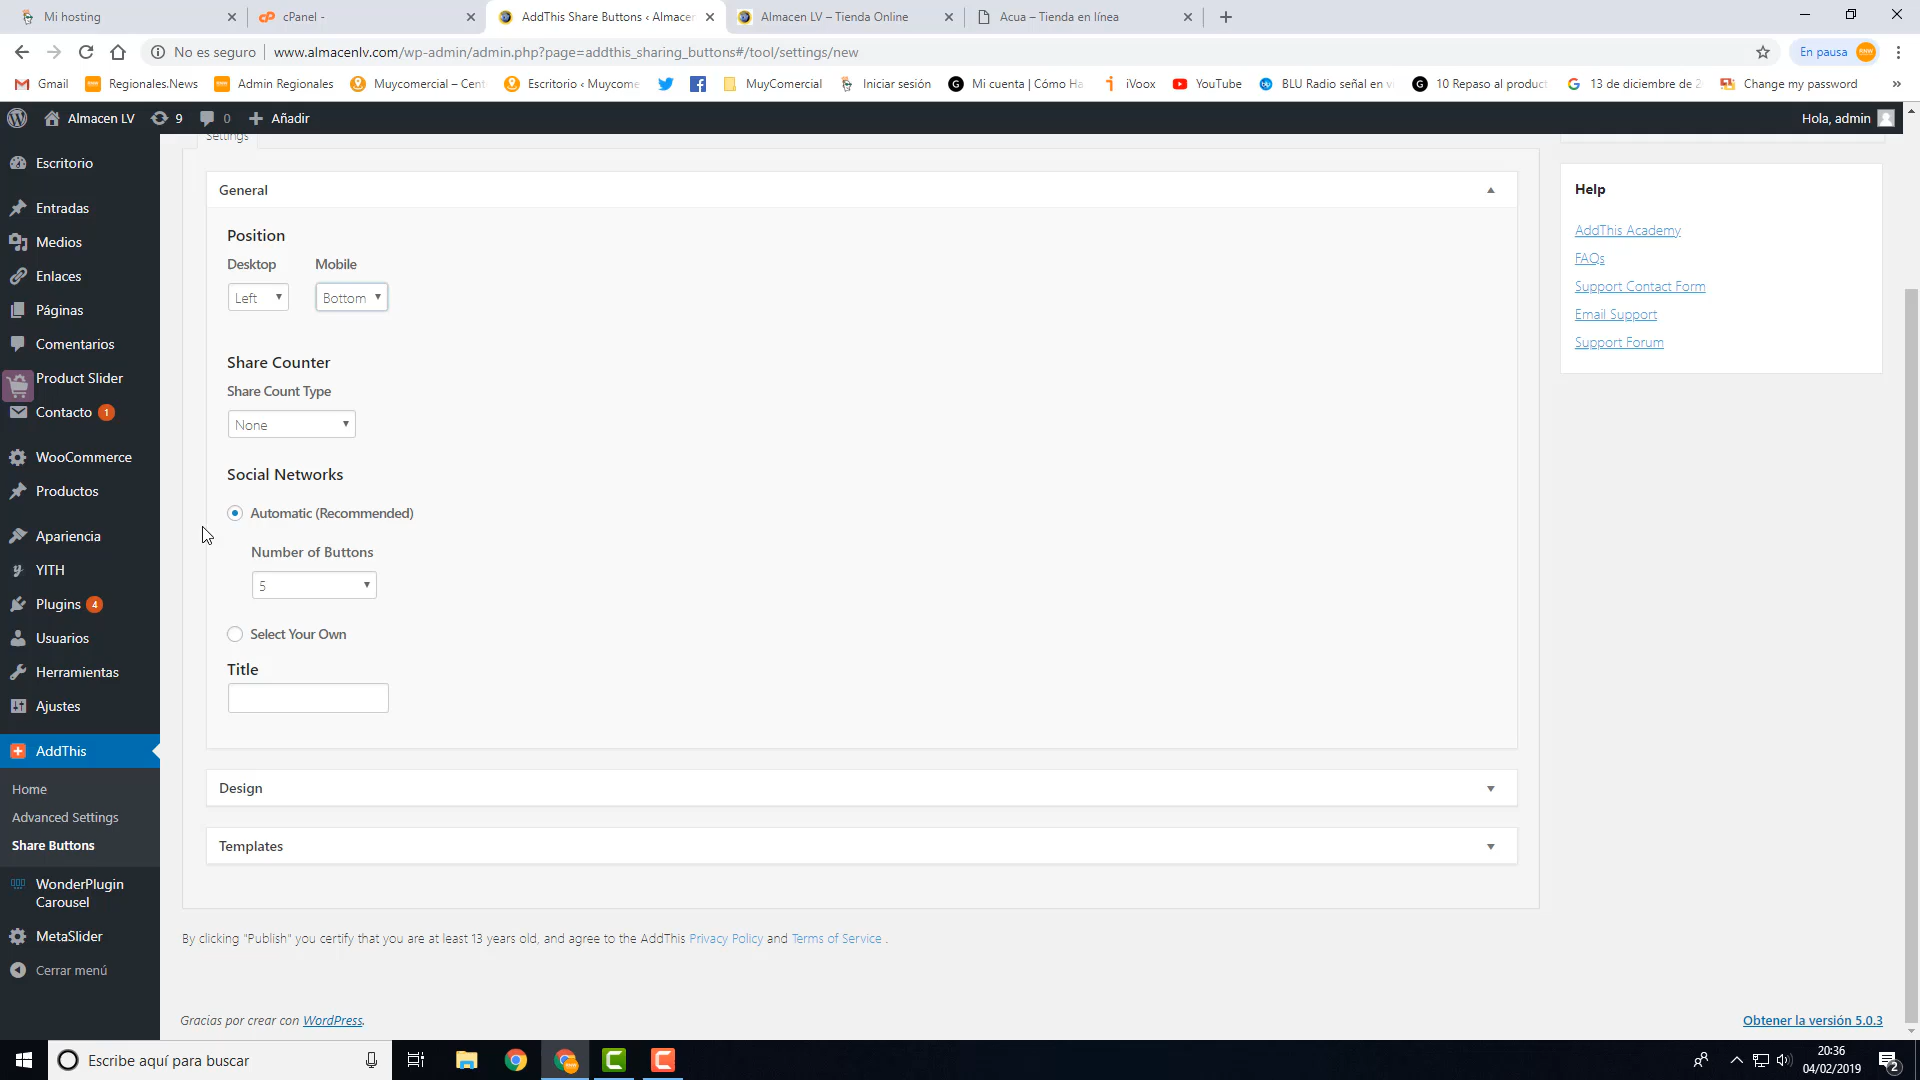 Mi hosting
cPanel -
AddThis Share Buttons ‹ Almacen
Almacen LV – Tienda Online
Acua – Tienda en línea
No es seguro
www.almacenlv.com/wp-admin/admin.php?page=addthis_sharing_buttons#/tool/settings/new
En pausa
Gmail
Regionales.News
Admin Regionales
Muycomercial – Cent
Escritorio ‹ Muycome
MuyComercial
Iniciar sesión
Mi cuenta | Cómo Ha
iVoox
YouTube
BLU Radio señal en vi
10 Repaso al product
13 de diciembre de 2
Change my password
»
Almacen LV
9
0
Añadir
Hola, admin
Escritorio
Entradas
Medios
Enlaces
Páginas
Comentarios
Product Slider
Contacto 1
WooCommerce
Productos
Apariencia
YITH
Plugins 4
Usuarios
Herramientas
Ajustes
AddThis
Home
Advanced Settings
Share Buttons
WonderPlugin
Carousel
MetaSlider
Cerrar menú
Settings
General
Position
Desktop
Mobile
Left
Bottom
Share Counter
Share Count Type
None
Social Networks
Automatic (Recommended)
Number of Buttons
5
Select Your Own
Title
Design
Templates
By clicking "Publish" you certify that you are at least 13 years old, and agree to the AddThis Privacy Policy and Terms of Service .
Gracias por crear con WordPress.
Obtener la versión 5.0.3
Help
AddThis Academy
FAQs
Support Contact Form
Email Support
Support Forum
Escribe aquí para buscar
20:36
04/02/2019
2